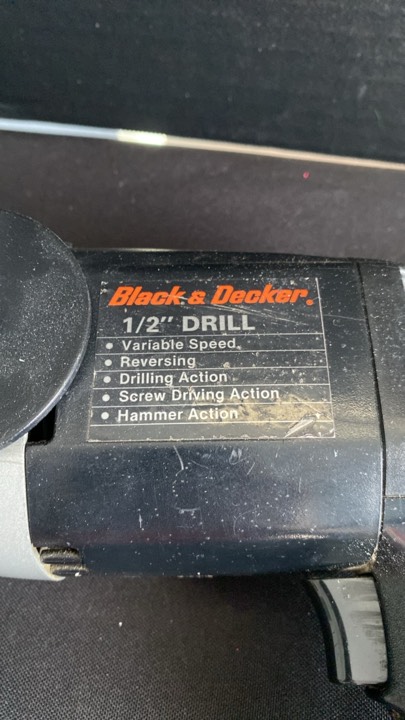 Black & Decker.
1/2" DRILL
• Variable Speed
• Reversing
• Drilling Action
• Screw Driving Action
• Hammer Action